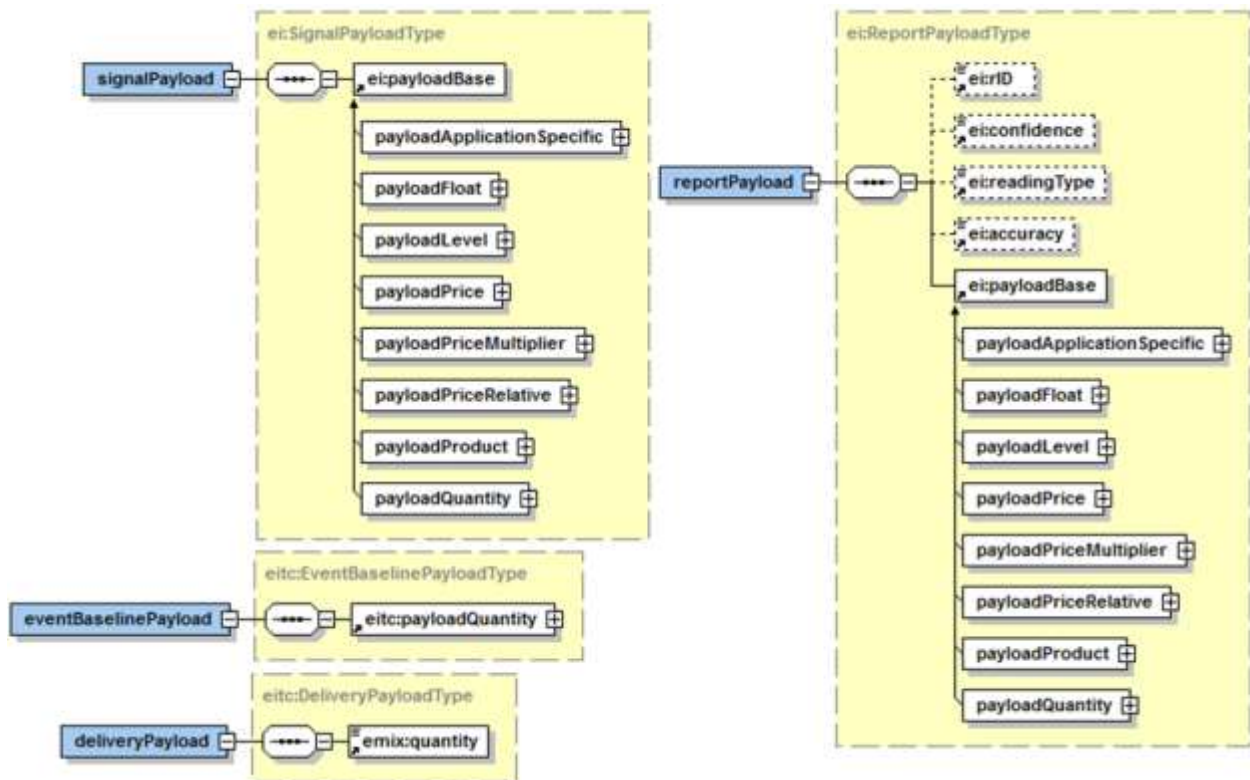 ei:SignalPayloadType
signalPayload
ei:payloadBase
payloadApplicationSpecific
payloadFloat
payloadLevel
payloadPrice
payloadPriceMultiplier
payloadPriceRelative
payloadProduct
payloadQuantity
eitc:EventBaselinePayloadType
eventBaselinePayload
eitc:payloadQuantity
eitc:DeliveryPayloadType
deliveryPayload
emix:quantity
ei:ReportPayloadType
reportPayload
ei:rID
ei:confidence
ei:readingType
ei:accuracy
ei:payloadBase
payloadApplicationSpecific
payloadFloat
payloadLevel
payloadPrice
payloadPriceMultiplier
payloadPriceRelative
payloadProduct
payloadQuantity